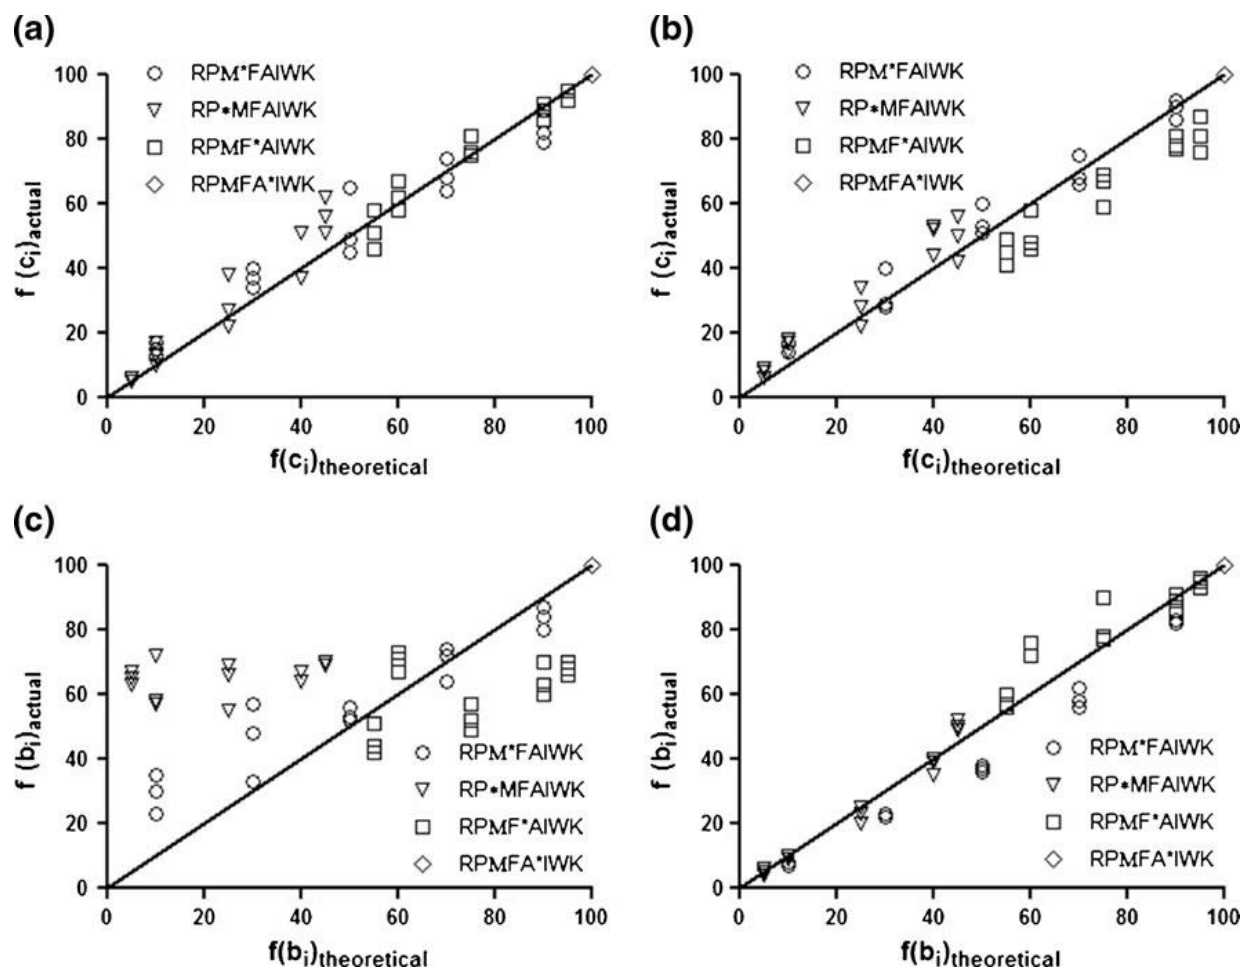 (a)
RPM*FAIWK
RP*MFAIWK
RPMF*AIWK
RPMFA*IWK
100
80
60
40
20
0
0 20 40 60 80 100
f (ci)actual
f(ci)theoretical
(b)
RPM*FAIWK
RP*MFAIWK
RPMF*AIWK
RPMFA*IWK
100
80
60
40
20
0
0 20 40 60 80 100
f (ci)actual
f(ci)theoretical
(c)
100
80
60
40
20
0
0 20 40 60 80 100
f (bi)actual
RPM*FAIWK
RP*MFAIWK
RPMF*AIWK
RPMFA*IWK
f(bi)theoretical
(d)
100
80
60
40
20
0
0 20 40 60 80 100
f (bi)actual
RPM*FAIWK
RP*MFAIWK
RPMF*AIWK
RPMFA*IWK
f(bi)theoretical